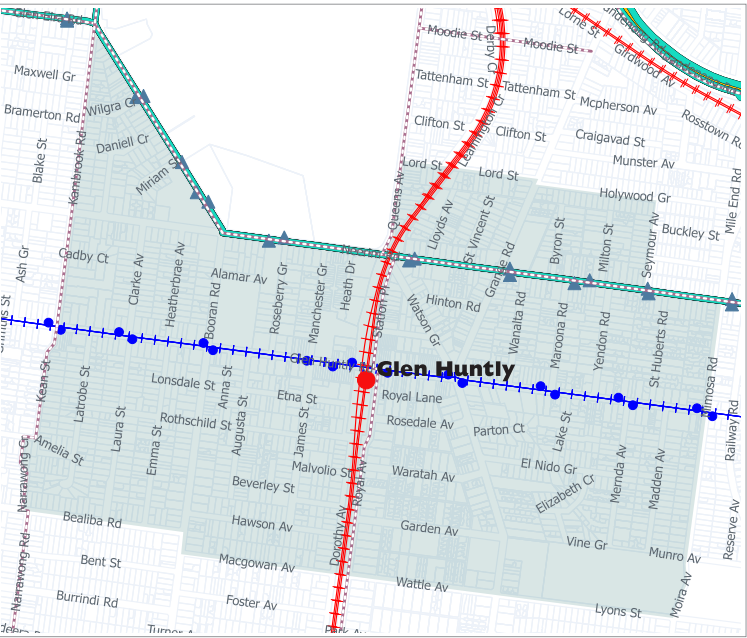 Moodie St
Lorne St
Derby Cr
Moodie St
Girdwood Av
Maxwell Gr
Tattenham St
Tattenham St
Mcpherson Av
Rosstown Rd
Bramerton Rd
Wilgra
Leamington Cr
Clifton St
Clifton St
Craigavad St
Daniell Cr
Blake St
Kambrook Rd
Miriam St
Lord St
Lord St
Munster Av
Holywood Gr
Mile End Rd
Queens Av
Lloyds Av
St Vincent St
Byron St
Milton St
Seymour Av
Buckley St
Cadby Ct
Ash Gr
Clarke Av
Heatherbrae Av
Booran Rd
Alamar Av
Roseberry Gr
Manchester Gr
Heath Dr
Station Pl
Watson Gr
Hinton Rd
Grange Rd
Wanalta Rd
Maroona Rd
Yendon Rd
St Huberts Rd
Mimosa Rd
Glen Huntly
Kean St
Latrobe St
Lonsdale St
Anna St
Etna St
Royal Lane
Laura St
Rothschild St
Augusta St
James St
Rosedale Av
Parton Ct
Lake St
Railway Rd
Amelia St
Emma St
Narrawong Ct
Malvolio St
Royal Av
Waratah Av
El Nido Gr
Elizabeth Cr
Mernda Av
Madden Av
Beverley St
Bealiba Rd
Hawson Av
Dorothy Av
Garden Av
Vine Gr
Munro Av
Reserve Av
Narrawong Rd
Bent St
Macgowan Av
Wattle Av
Moira Av
Burrindi Rd
Foster Av
Lyons St
Park Av